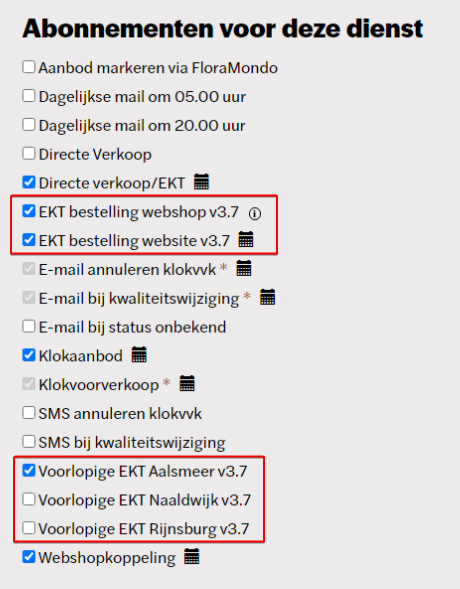 Abonnementen voor deze dienst
Aanbod markeren via FloraMondo
Dagelijkse mail om 05.00 uur
Dagelijkse mail om 20.00 uur
Directe Verkoop
Directe verkoop/EKT
EKT bestelling webshop v3.7
EKT bestelling website v3.7
E-mail annuleren klokvvk *
E-mail bij kwaliteitswijziging *
E-mail bij status onbekend
Klokaanbod
Klokvoorverkoop *
SMS annuleren klokvvk
SMS bij kwaliteitswijziging
Voorlopige EKT Aalsmeer v3.7
Voorlopige EKT Naaldwijk v3.7
Voorlopige EKT Rijnsburg v3.7
Webshopkoppeling